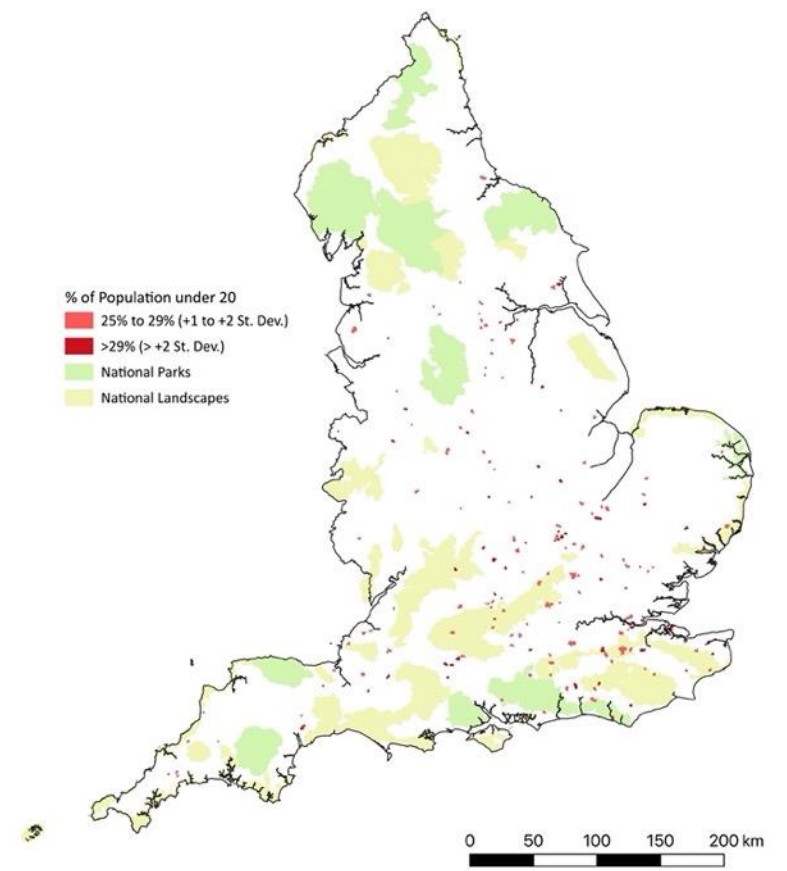 % of Population under 20
25% to 29% (+1 to +2 St. Dev.)
>29% (> +2 St. Dev.)
National Parks
National Landscapes
0 50 100 150 200 km